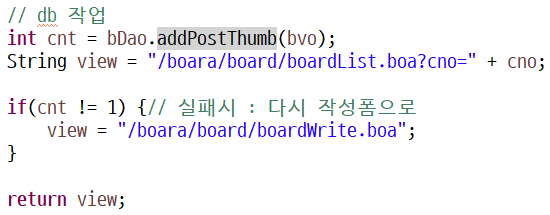 // db 작업
int cnt = bDao.addPostThumb(bvo);
String view = "/boara/board/boardList.boa?cno=" + cno;
if(cnt != 1) {// 실패시 : 다시 작성폼으로
view = "/boara/board/boardWrite.boa";
}
return view;